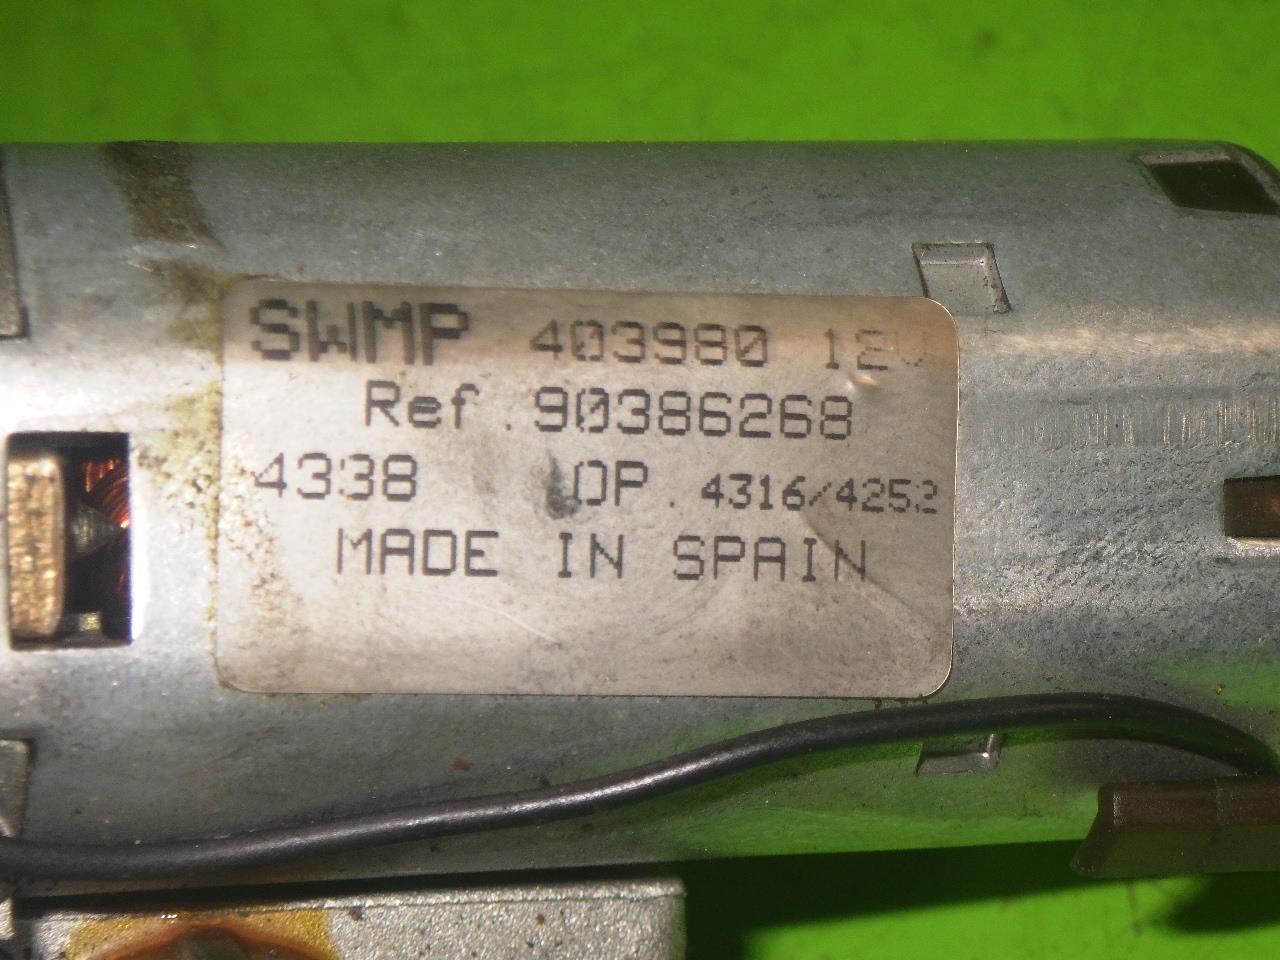 SWMP 403980 12V
Ref.90386268
4338 OP.4316/4252
MADE IN SPAIN